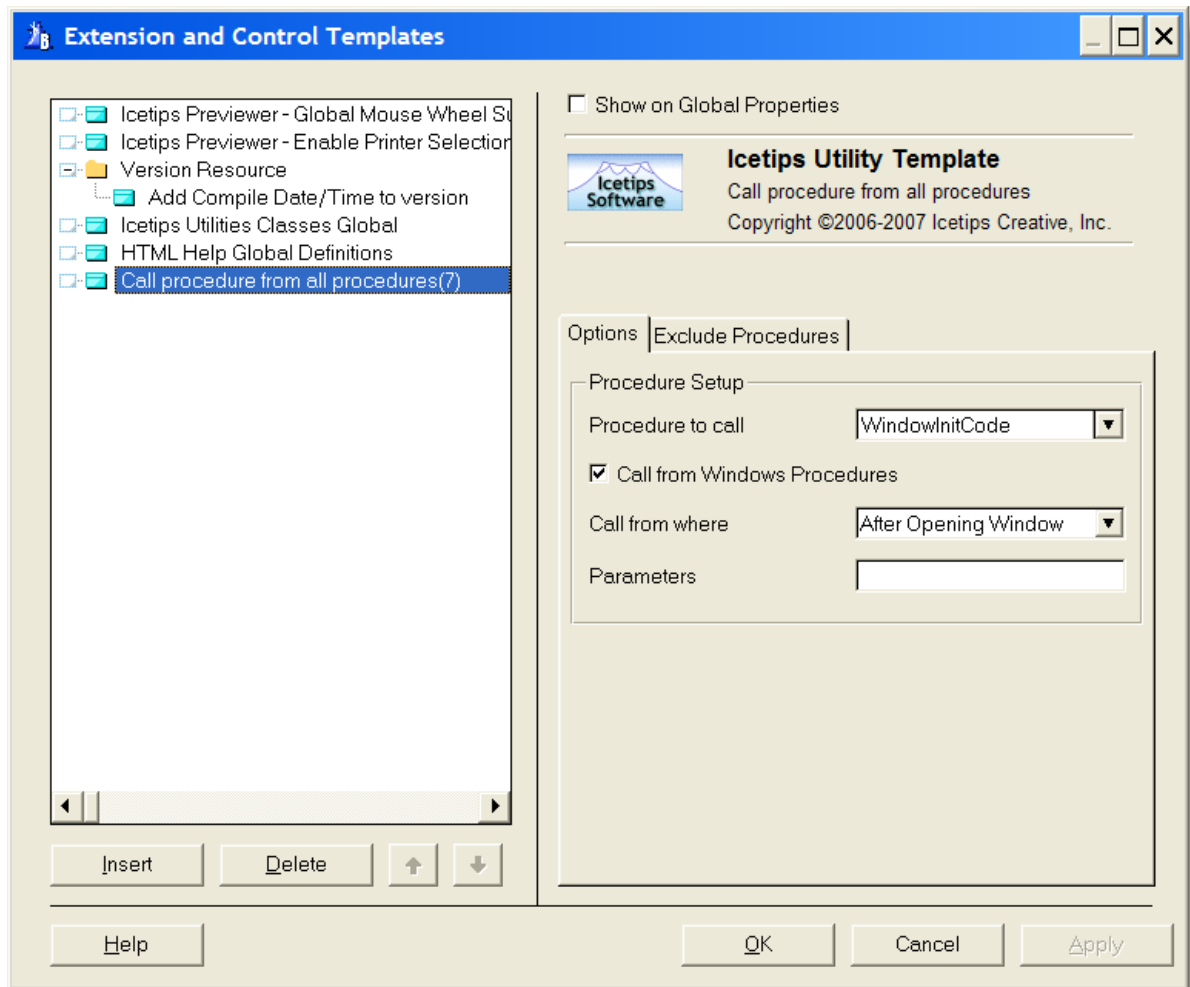 Extension and Control Templates
Icetips Previewer - Global Mouse Wheel Su
Icetips Previewer - Enable Printer Selection
Version Resource
Add Compile Date/Time to version
Icetips Utilities Classes Global
HTML Help Global Definitions
Call procedure from all procedures(7)
Insert
Delete
Show on Global Properties
Icetips
Software
Icetips Utility Template
Call procedure from all procedures
Copyright ©2006-2007 Icetips Creative, Inc.
Options
Exclude Procedures
Procedure Setup
Procedure to call
WindowInitCode
Call from Windows Procedures
Call from where
After Opening Window
Parameters
Help
OK
Cancel
Apply